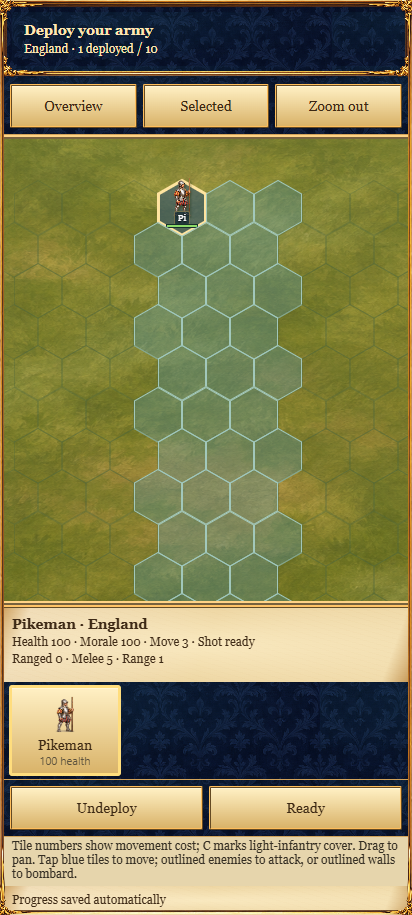 Deploy your army
England · 1 deployed / 10
Overview
Selected
Zoom out
Pi
Pikeman · England
Health 100 · Morale 100 · Move 3 · Shot ready
Ranged 0 · Melee 5 · Range 1
Pikeman
100 health
Undeploy
Ready
Tile numbers show movement cost; C marks light-infantry cover. Drag to
pan. Tap blue tiles to move; outlined enemies to attack, or outlined walls
to bombard.
Progress saved automatically